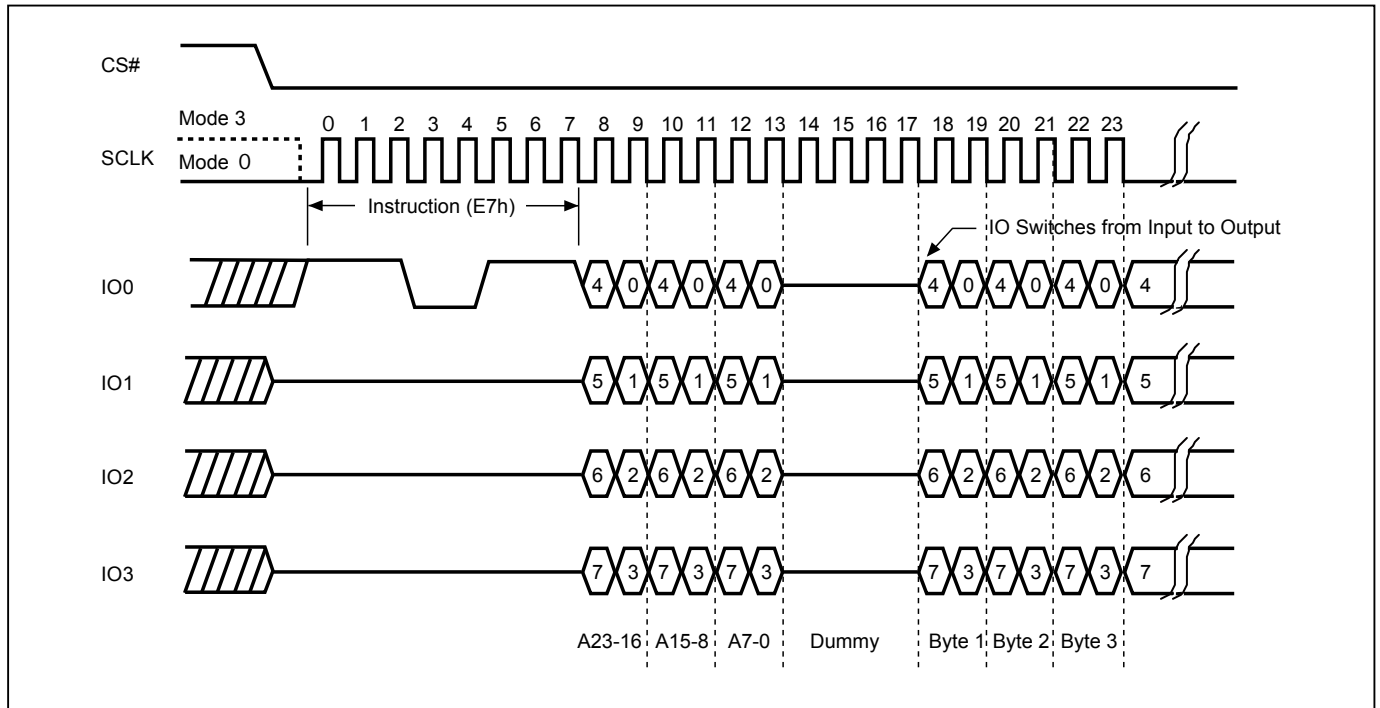 CS#
Mode 3
0 1 2 3 4 5 6 7 8 9 10 11 12 13 14 15 16 17 18 19 20 21 22 23
SCLK Mode 0
Instruction (E7h)
IO Switches from Input to Output
IO0 4 0 4 0 4 0 4 0 4 0 4 0 4
IO1 5 1 5 1 5 1 5 1 5 1 5 1 5
IO2 6 2 6 2 6 2 6 2 6 2 6 2 6
IO3 7 3 7 3 7 3 7 3 7 3 7 3 7
A23-16 A15-8 A7-0 Dummy Byte 1 Byte 2 Byte 3